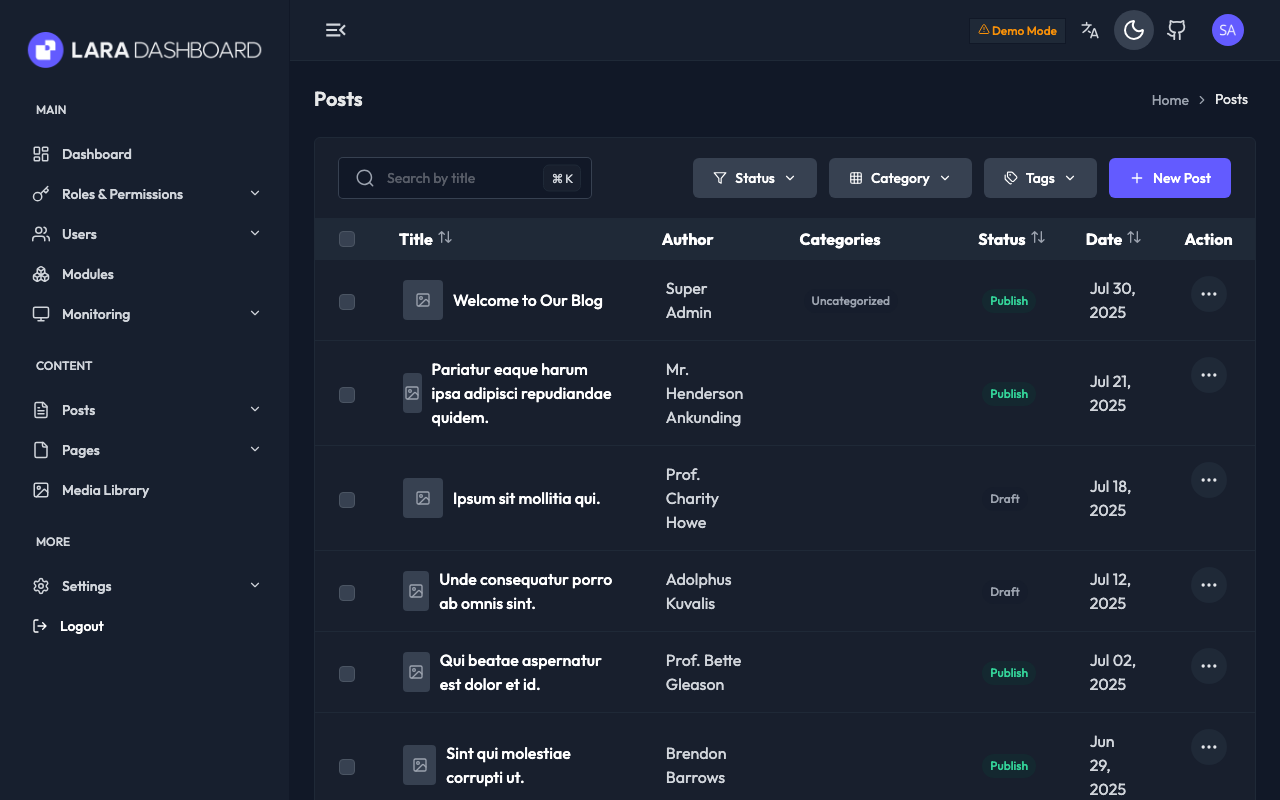 LARA DASHBOARD
Demo Mode
SA
MAIN
Dashboard
Roles & Permissions
Users
Modules
Monitoring
CONTENT
Posts
Pages
Media Library
MORE
Settings
Logout
Posts
Home
Posts
Search by title
⌘ K
Status
Category
Tags
New Post
Title
Author
Categories
Status
Date
Action
Welcome to Our Blog
Super
Admin
Uncategorized
Publish
Jul 30,
2025
Pariatur eaque harum
ipsa adipisci repudiandae
quidem.
Mr.
Henderson
Ankunding
Publish
Jul 21,
2025
Ipsum sit mollitia qui.
Prof.
Charity
Howe
Draft
Jul 18,
2025
Unde consequatur porro
ab omnis sint.
Adolphus
Kuvalis
Draft
Jul 12,
2025
Qui beatae aspernatur
est dolor et id.
Prof. Bette
Gleason
Publish
Jul 02,
2025
Sint qui molestiae
corrupti ut.
Brendon
Barrows
Publish
Jun
29,
2025